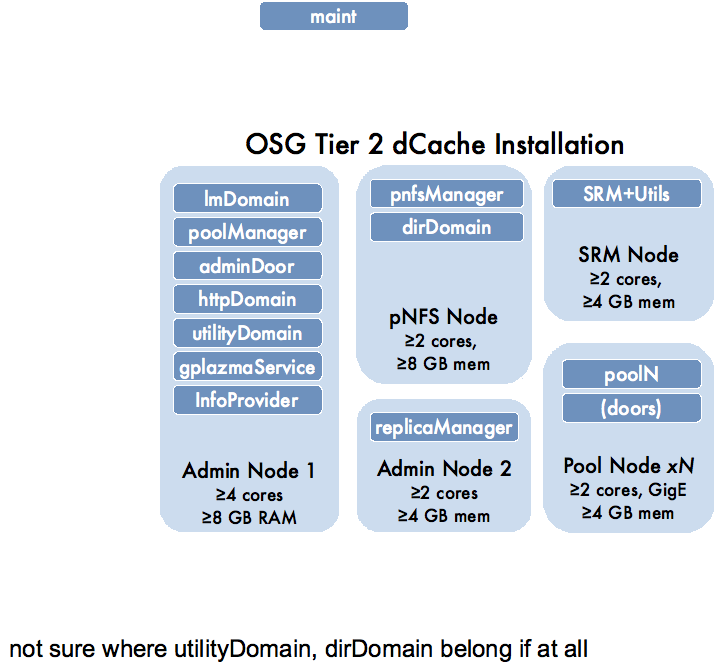 maint
OSG Tier 2 dCache Installation
lmDomain
poolManager
adminDoor
httpDomain
utilityDomain
gplazmaService
InfoProvider
Admin Node 1
≥4 cores
≥8 GB RAM
pnfsManager
dirDomain
pNFS Node
≥2 cores,
≥8 GB mem
replicaManager
Admin Node 2
≥2 cores
≥4 GB mem
SRM+Utils
SRM Node
≥2 cores,
≥4 GB mem
poolN
(doors)
Pool Node xN
≥2 cores, GigE
≥4 GB mem
not sure where utilityDomain, dirDomain belong if at all